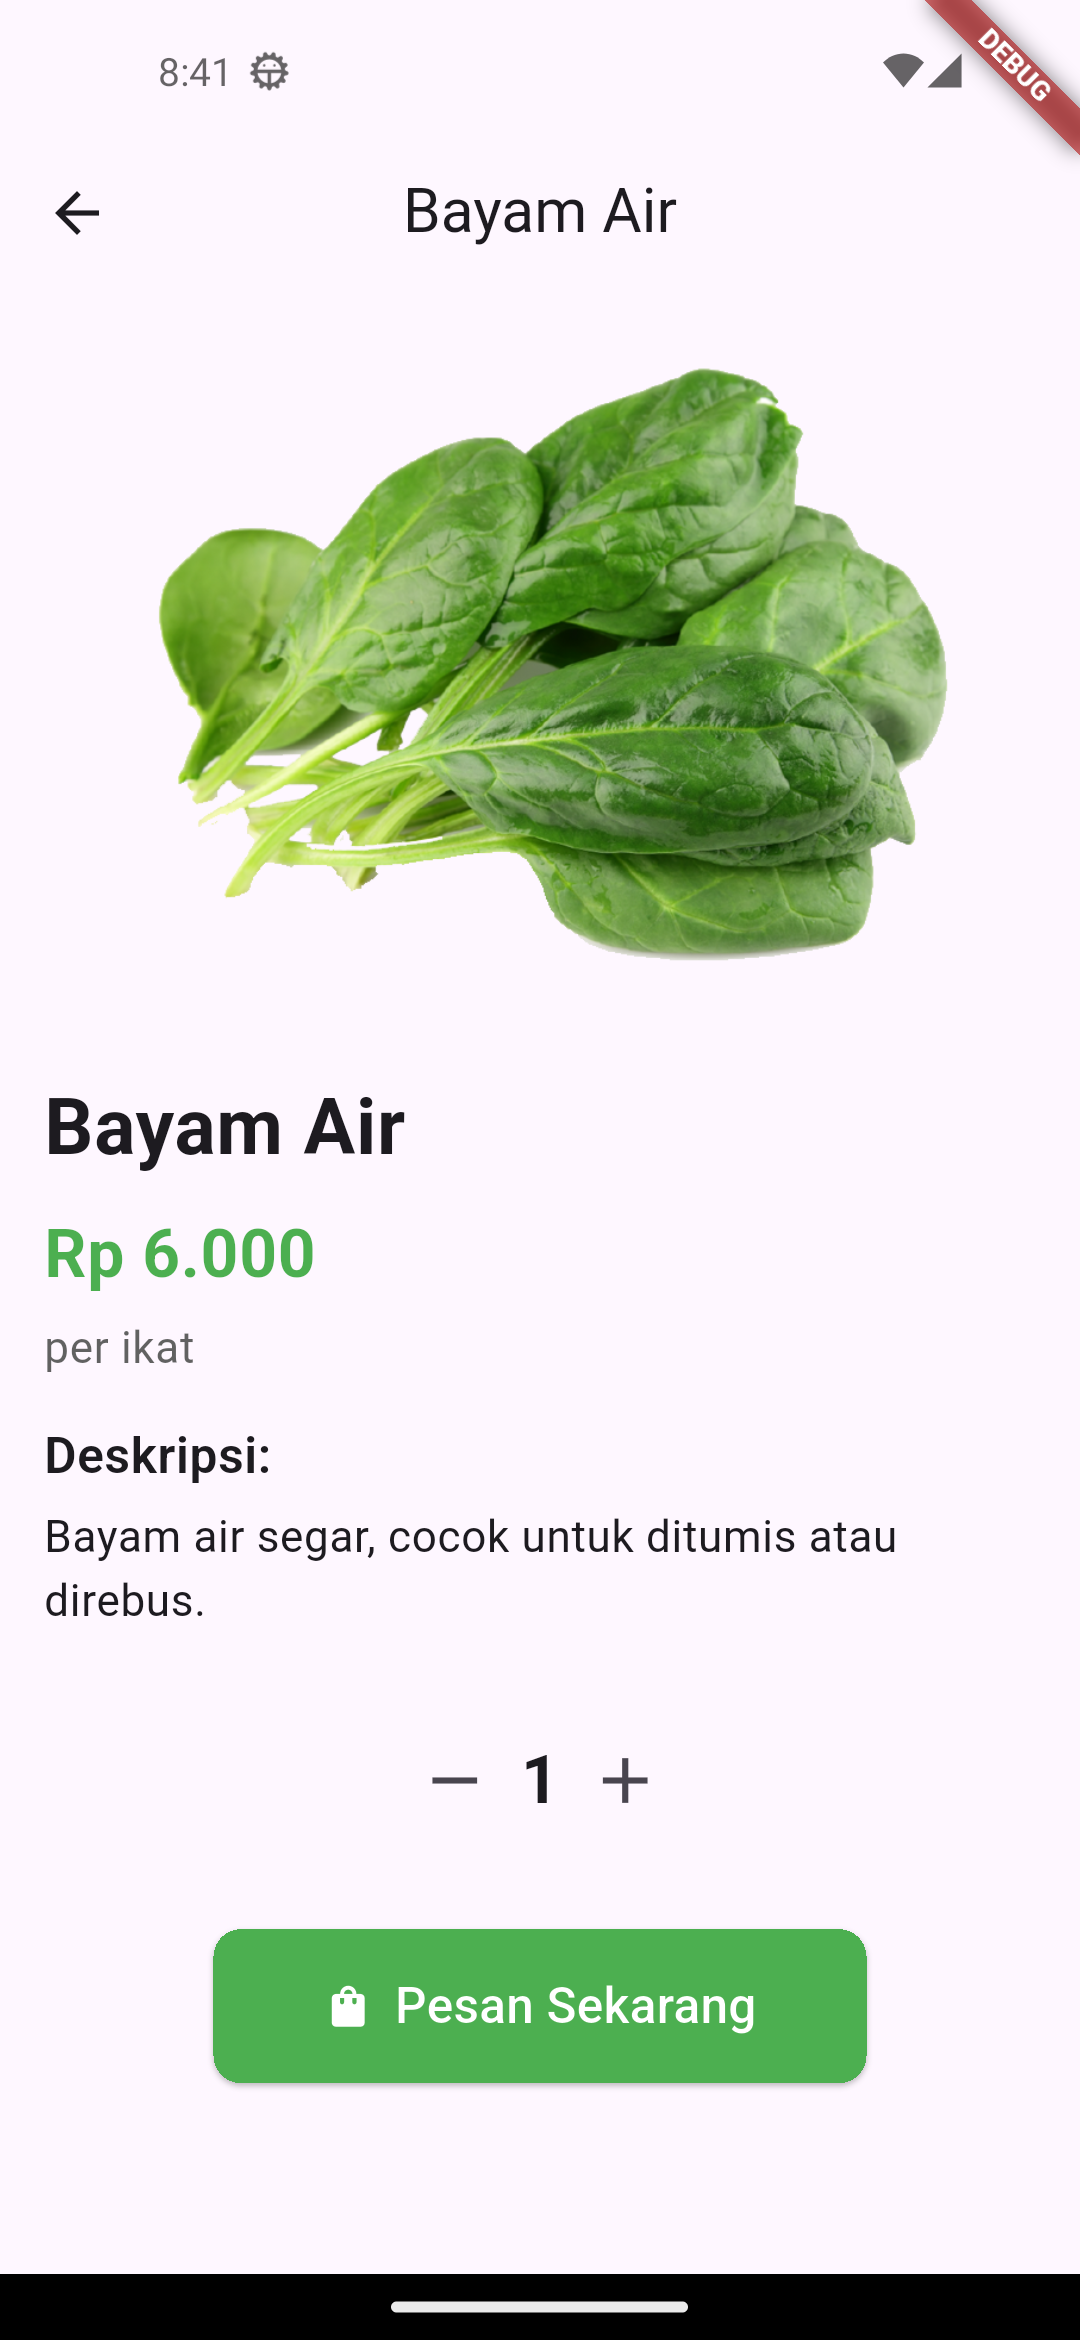 8:41
DEBUG
Bayam Air
Bayam Air
Rp 6.000
per ikat
Deskripsi:
Bayam air segar, cocok untuk ditumis atau
direbus.
1
Pesan Sekarang